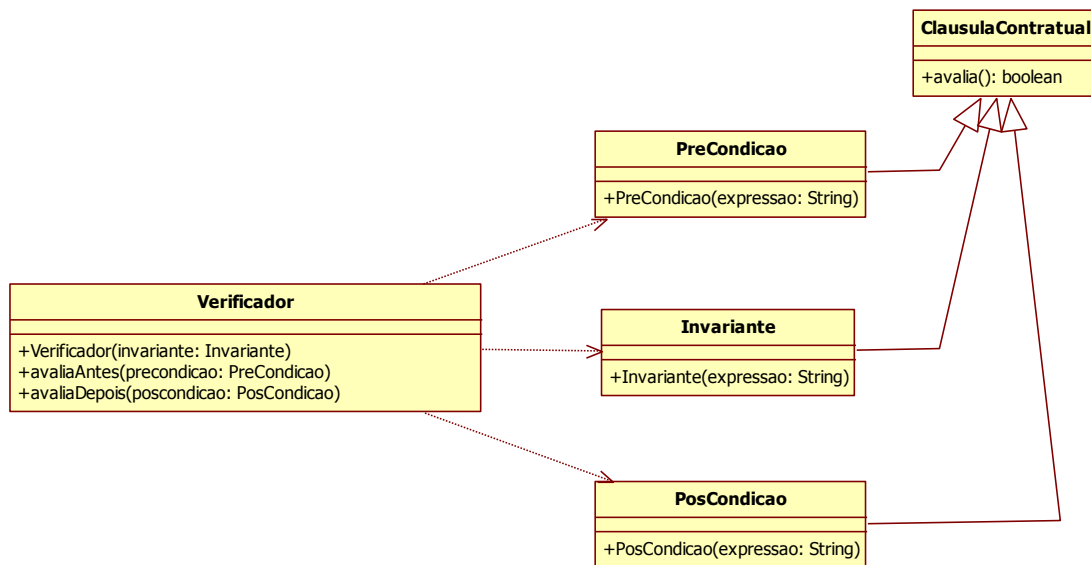 ClausulaContratual
+avalia(): boolean
PreCondicao
+PreCondicao(expressao: String)
Verificador
+Verificador(invariante: Invariante)
+avaliaAntes(precondicao: PreCondicao)
+avaliaDepois(poscondicao: PosCondicao)
Invariante
+Invariante(expressao: String)
PosCondicao
+PosCondicao(expressao: String)